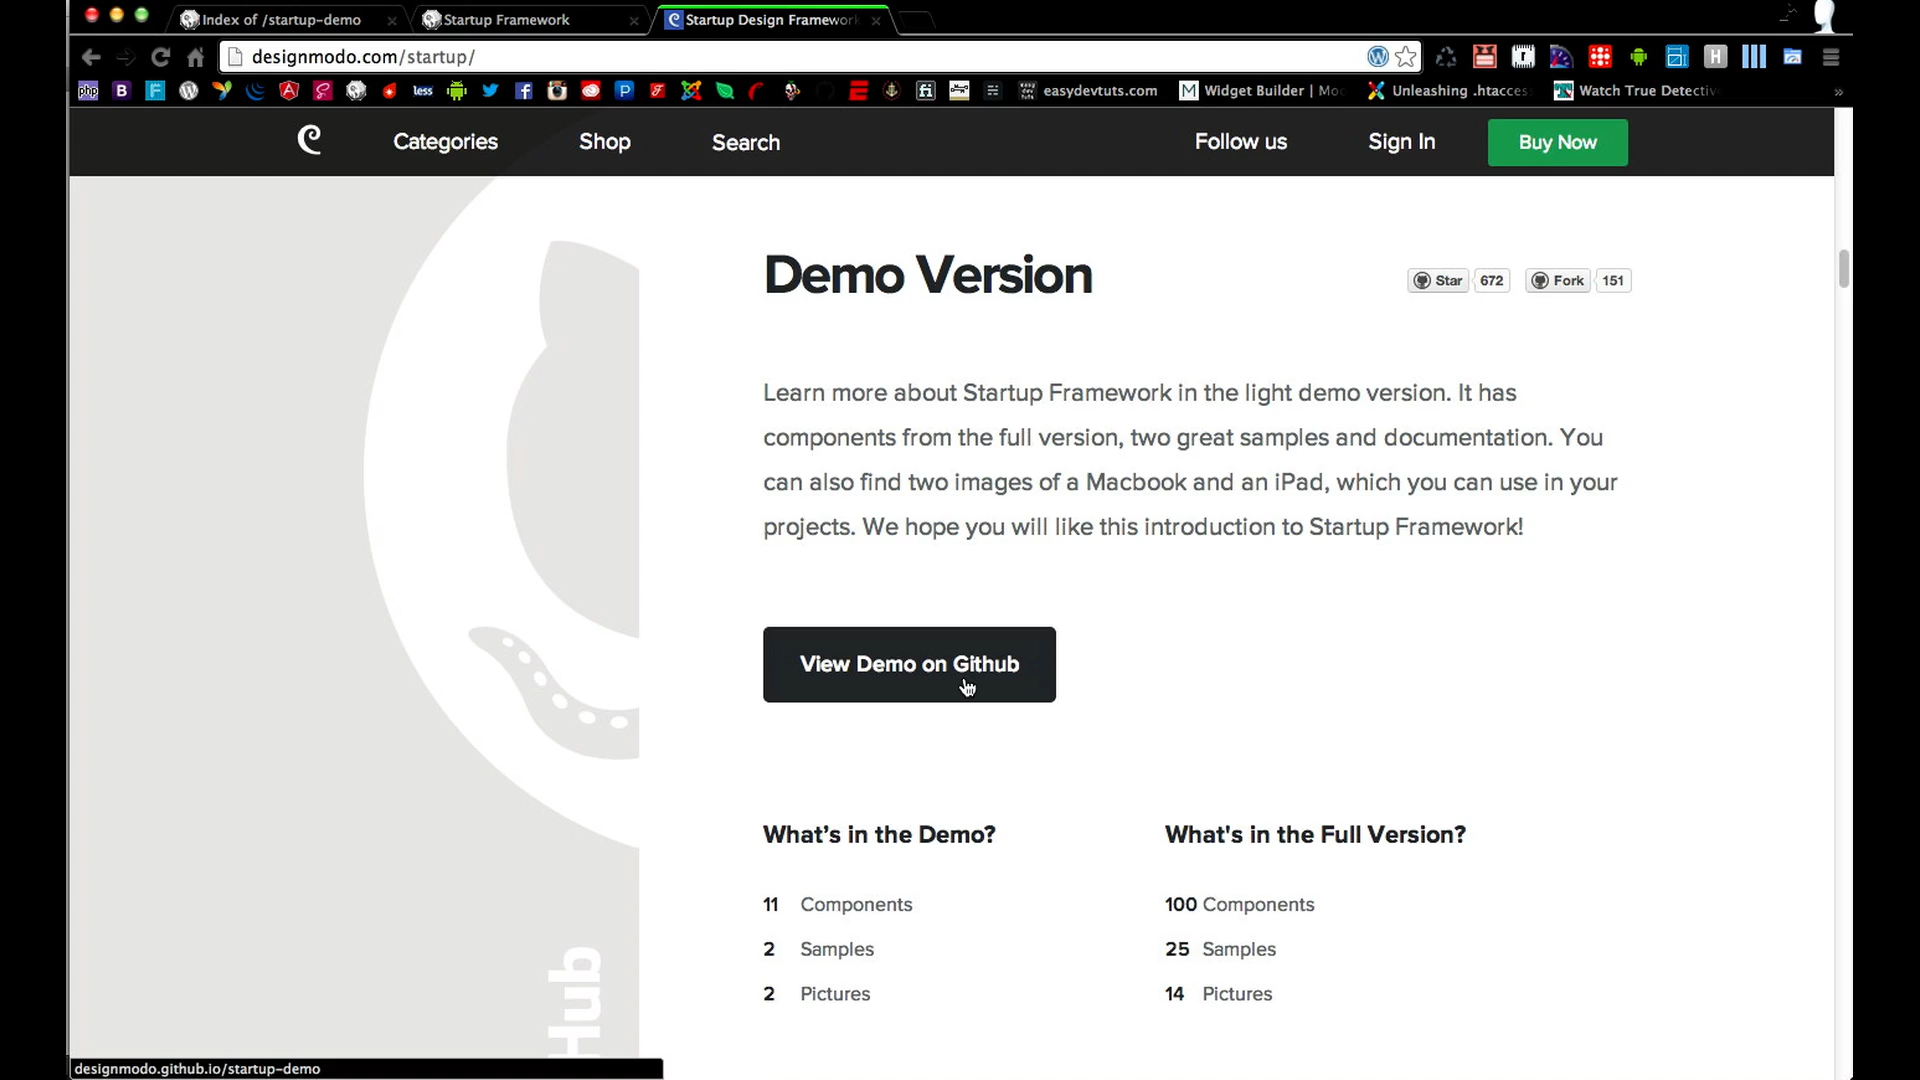 Index of /startup-demo
Startup Framework
Startup Design Framework
designmodo.com/startup/
php
B
less
easydevtuts.com
Widget Builder | Mo
Unleashing .htacces
Watch True Detectiv
Categories
Shop
Search
Follow us
Sign In
Buy Now
Demo Version
Star
672
Fork
151
Learn more about Startup Framework in the light demo version. It has
components from the full version, two great samples and documentation. You
can also find two images of a Macbook and an iPad, which you can use in your
projects. We hope you will like this introduction to Startup Framework!
View Demo on Github
What's in the Demo?
11 Components
2 Samples
2 Pictures
What's in the Full Version?
100 Components
25 Samples
14 Pictures
Hub
designmodo.github.io/startup-demo